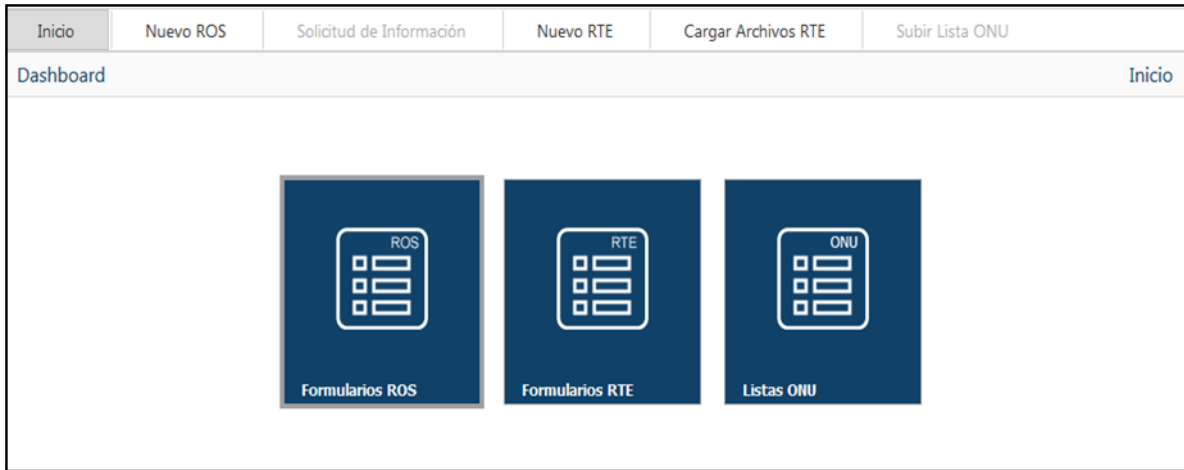 Inicio Nuevo ROS Solicitud de Información Nuevo RTE Cargar Archivos RTE Subir Lista ONU
Dashboard Inicio
ROS RTE ONU
Formularios ROS Formularios RTE Listas ONU